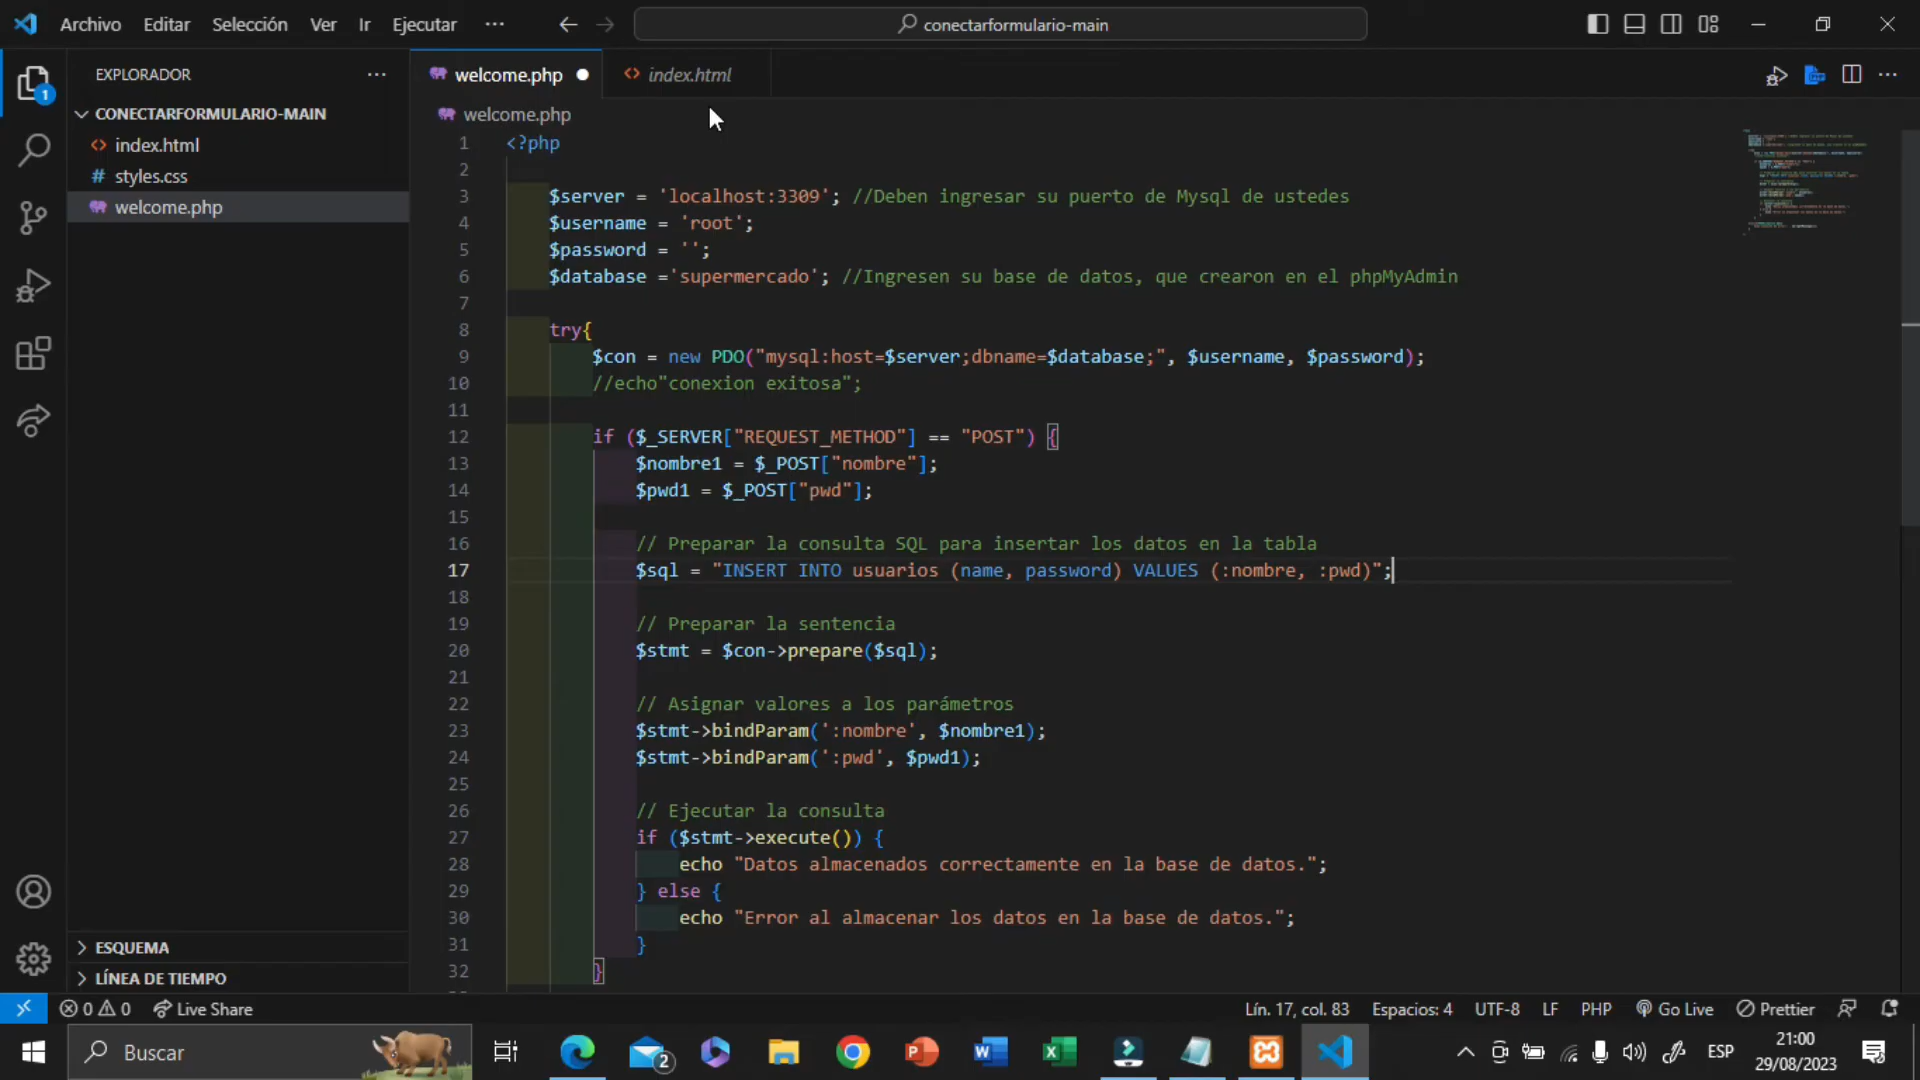 Archivo Editar Selección Ver Ir Ejecutar ··· conectarformulario-main
EXPLORADOR ···
CONECTARFORMULARIO-MAIN
index.html
styles.css
welcome.php
ESQUEMA
LÍNEA DE TIEMPO
1
welcome.php index.html
welcome.php
1 <?php
2
3 $server = 'localhost:3309'; //Deben ingresar su puerto de Mysql de ustedes
4 $username = 'root';
5 $password = '';
6 $database ='supermercado'; //Ingresen su base de datos, que crearon en el phpMyAdmin
7
8 try{
9 $con = new PDO("mysql:host=$server;dbname=$database;", $username, $password);
10 //echo"conexion exitosa";
11
12 if ($_SERVER["REQUEST_METHOD"] == "POST") {
13 $nombre1 = $_POST["nombre"];
14 $pwd1 = $_POST["pwd"];
15
16 // Preparar la consulta SQL para insertar los datos en la tabla
17 $sql = "INSERT INTO usuarios (name, password) VALUES (:nombre, :pwd)";
18
19 // Preparar la sentencia
20 $stmt = $con->prepare($sql);
21
22 // Asignar valores a los parámetros
23 $stmt->bindParam(':nombre', $nombre1);
24 $stmt->bindParam(':pwd', $pwd1);
25
26 // Ejecutar la consulta
27 if ($stmt->execute()) {
28 echo "Datos almacenados correctamente en la base de datos.";
29 } else {
30 echo "Error al almacenar los datos en la base de datos.";
31 }
32 }
0 0 Live Share Lín. 17, col. 83 Espacios: 4 UTF-8 LF PHP Go Live Prettier
Buscar 2 ESP 21:00
29/08/2023